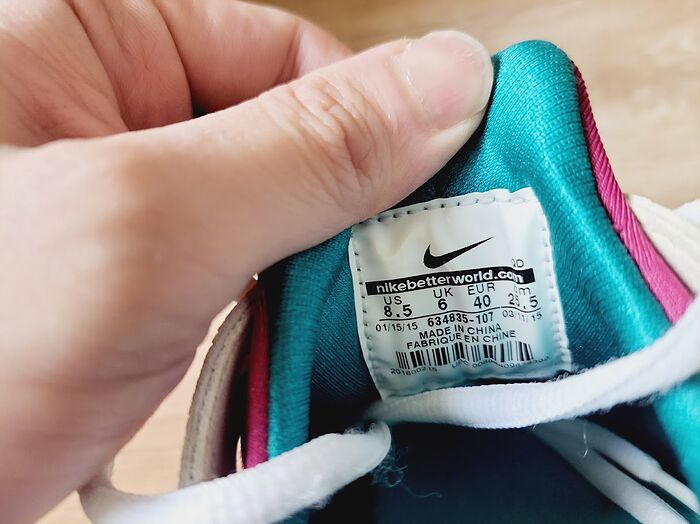 QD
nikebetterworld.com
US UK EUR cm
8.5 6 40 25.5
01/15/15 634835-107 03/11/15
MADE IN CHINA
FABRIQUE EN CHINE